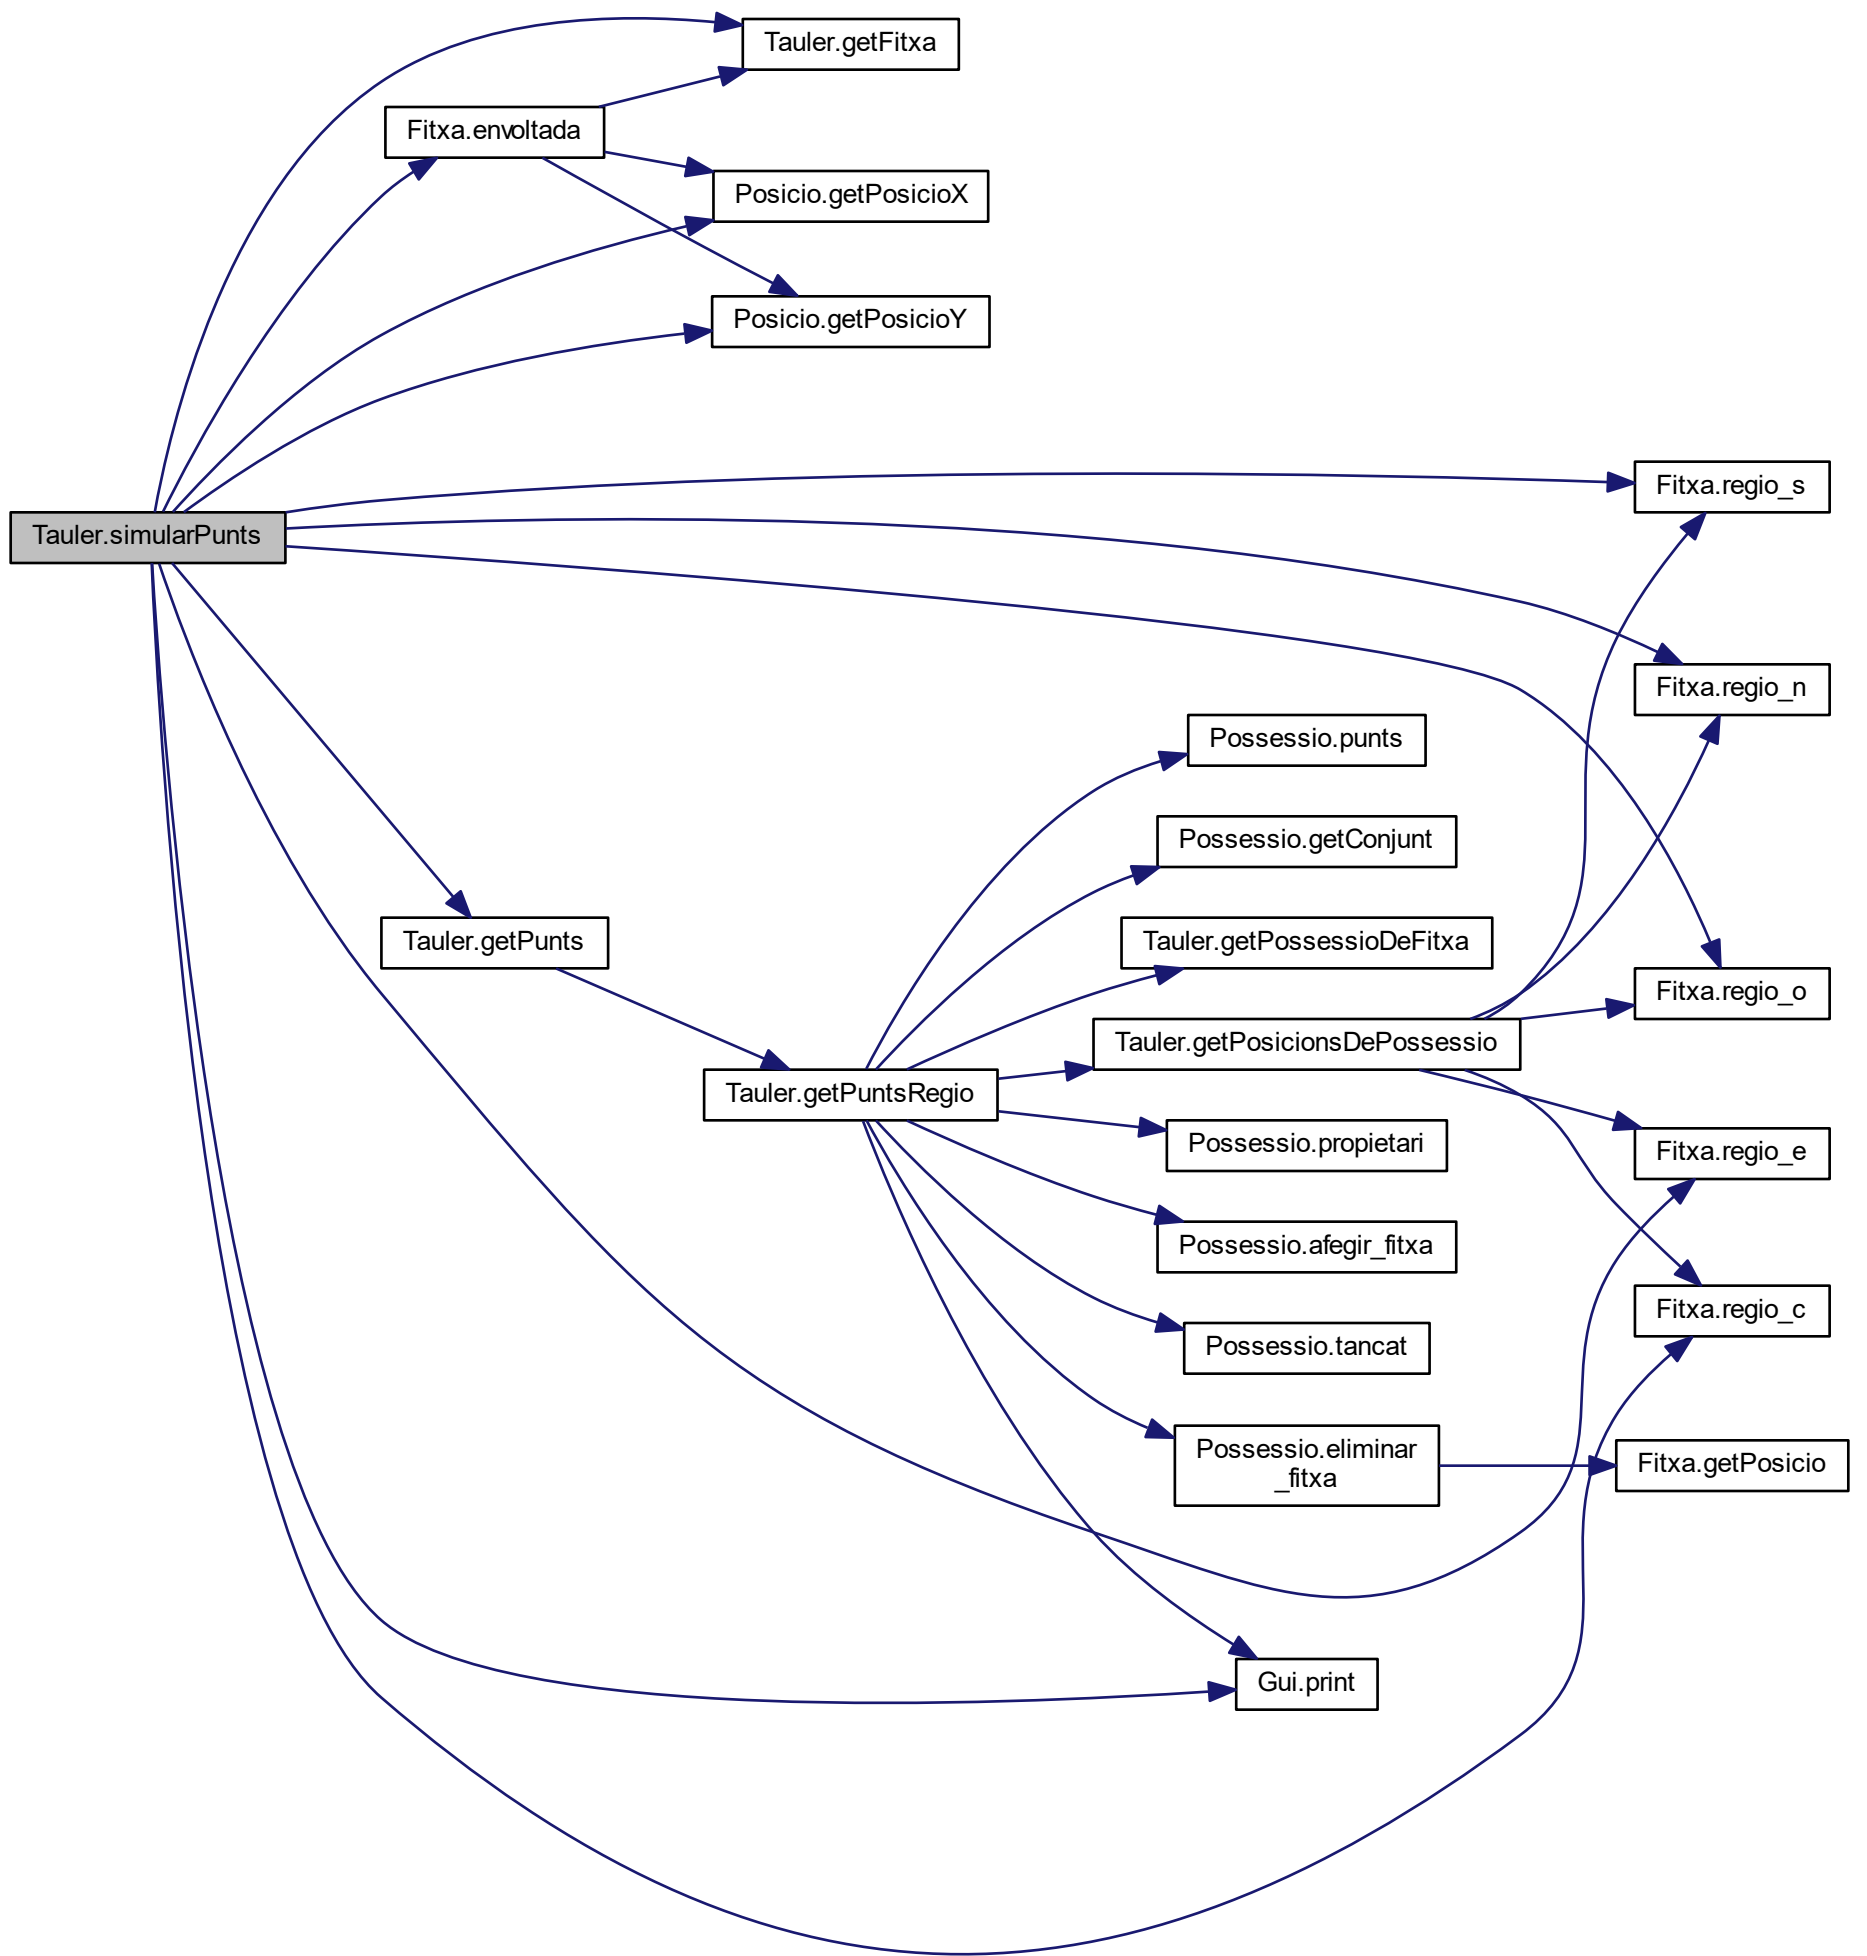 Tauler.getFitxa
Fitxa.envoltada
Posicio.getPosicioX
Posicio.getPosicioY
Fitxa.regio_s
Tauler.simularPunts
Fitxa.regio_n
Possessio.punts
Possessio.getConjunt
Tauler.getPunts
Tauler.getPossessioDeFitxa
Fitxa.regio_o
Tauler.getPosicionsDePossessio
Tauler.getPuntsRegio
Possessio.propietari
Fitxa.regio_e
Possessio.afegir_fitxa
Fitxa.regio_c
Possessio.tancat
Possessio.eliminar
_fitxa
Fitxa.getPosicio
Gui.print